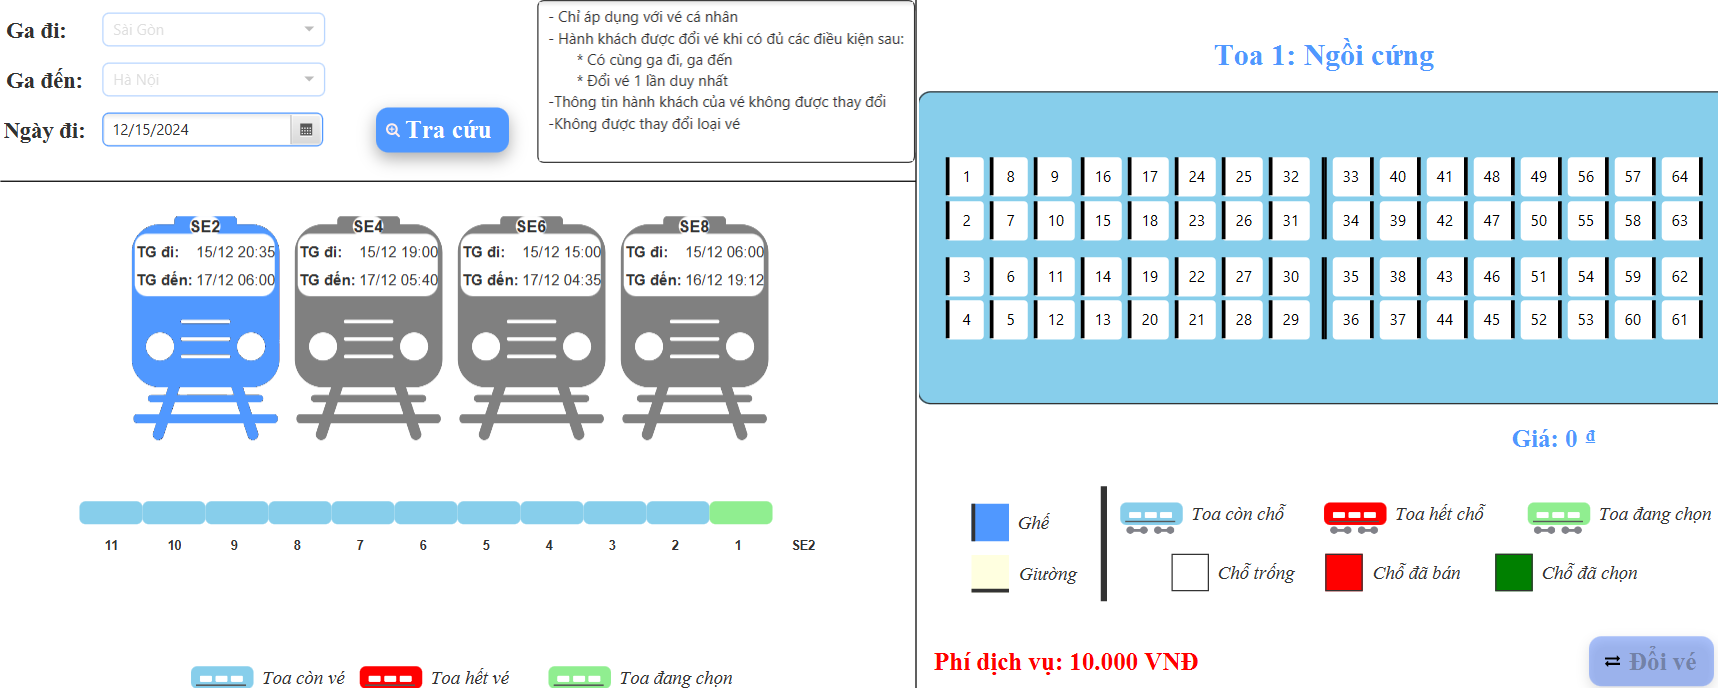 Ga đi:
Sài Gòn
Ga đến:
Hà Nôi
Ngày đi:
12/15/2024
Tra cứu
- Chỉ áp dụng với vé cá nhân
- Hành khách được đổi vé khi có đủ các điều kiện sau:
* Có cùng ga đi, ga đến
* Đổi vé 1 lần duy nhất
-Thông tin hành khách của vé không được thay đổi
-Không được thay đổi loại vé
SE2
TG đi: 15/12 20:35
TG đến: 17/12 06:00
SE4
TG đi: 15/12 19:00
TG đến: 17/12 05:40
SE6
TG đi: 15/12 15:00
TG đến: 17/12 04:35
SE8
TG đi: 15/12 06:00
TG đến: 16/12 19:12
11 10 9 8 7 6 5 4 3 2 1 SE2
Toa còn vé Toa hết vé Toa đang chọn
Toa 1: Ngồi cứng
1 8 9 16 17 24 25 32 33 40 41 48 49 56 57 64
2 7 10 15 18 23 26 31 34 39 42 47 50 55 58 63
3 6 11 14 19 22 27 30 35 38 43 46 51 54 59 62
4 5 12 13 20 21 28 29 36 37 44 45 52 53 60 61
Giá: 0 đ
Ghế
Giường
Toa còn chỗ Toa hết chỗ Toa đang chọn
Chỗ trống Chỗ đã bán Chỗ đã chọn
Phí dịch vụ: 10.000 VNĐ
Đổi vé